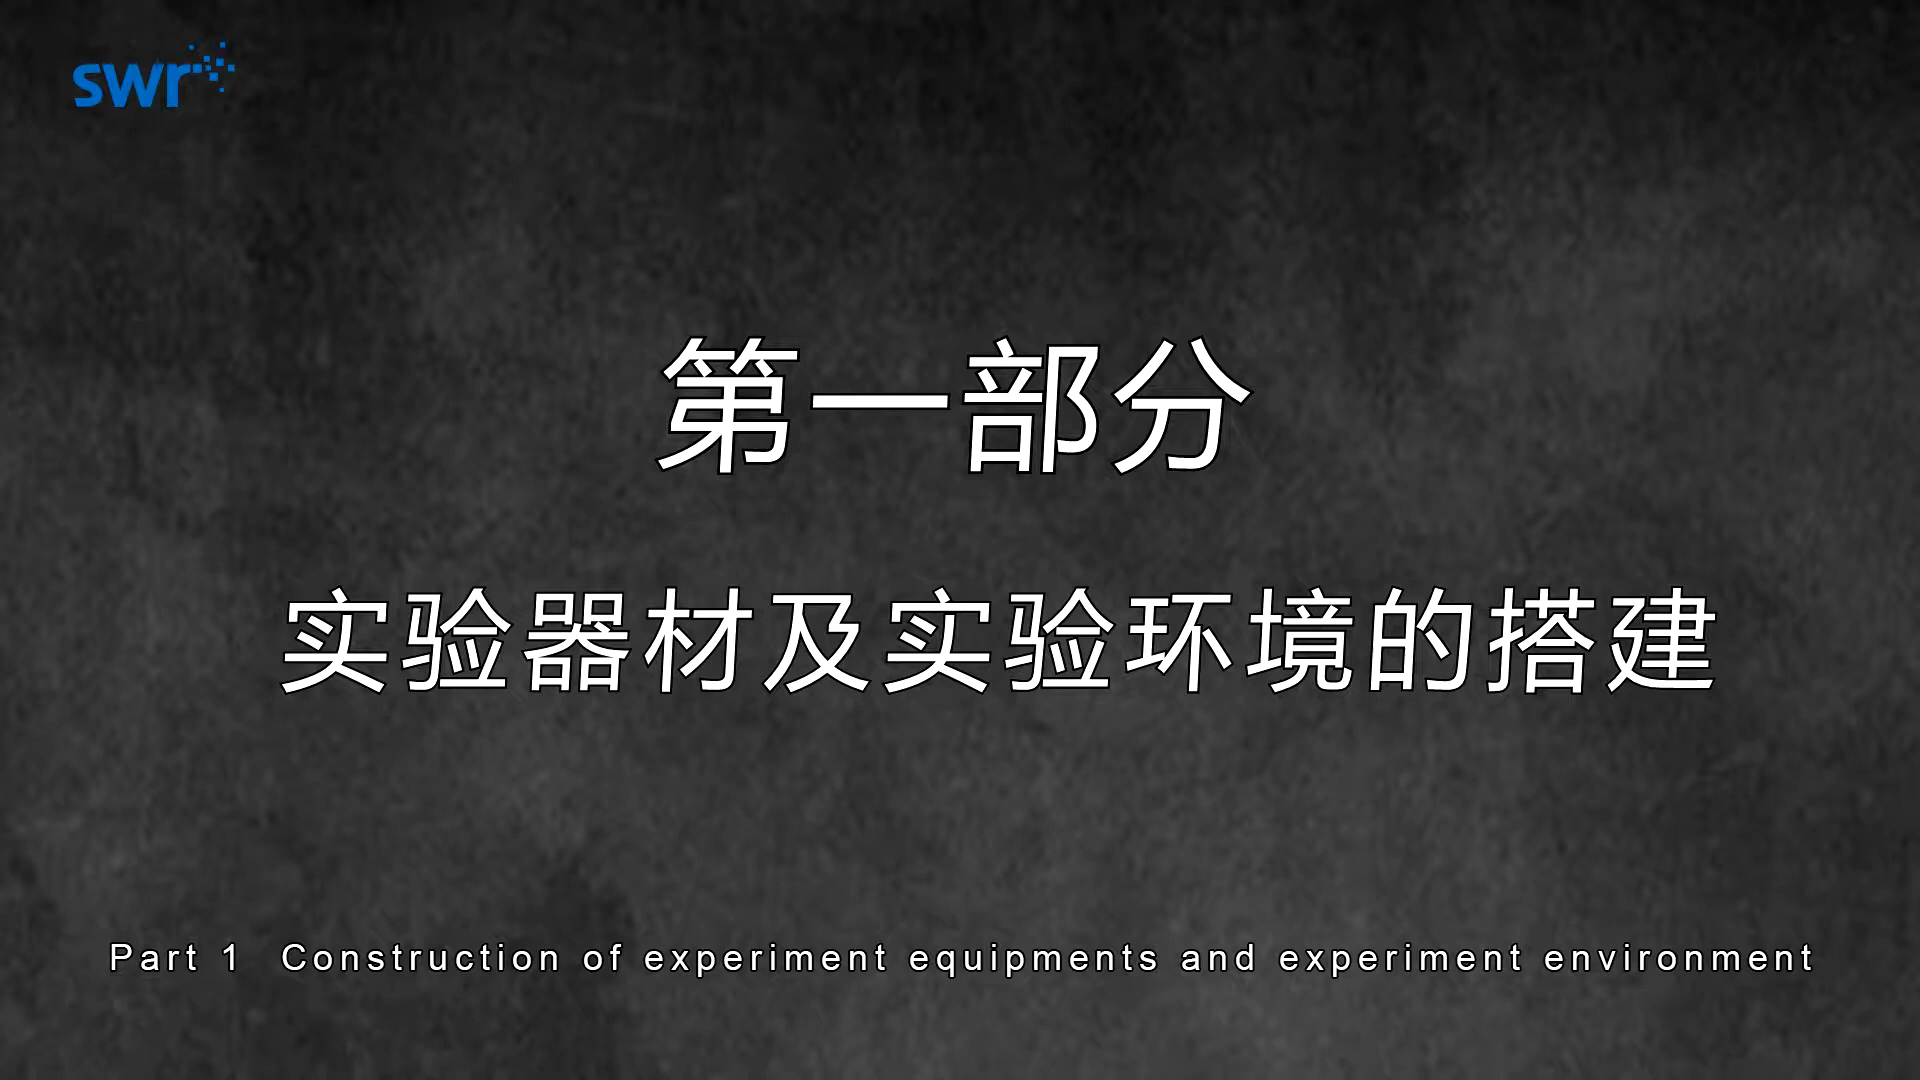 swr
第一部分
实验器材及实验环境的搭建
Part 1 Construction of experiment equipments and experiment environment